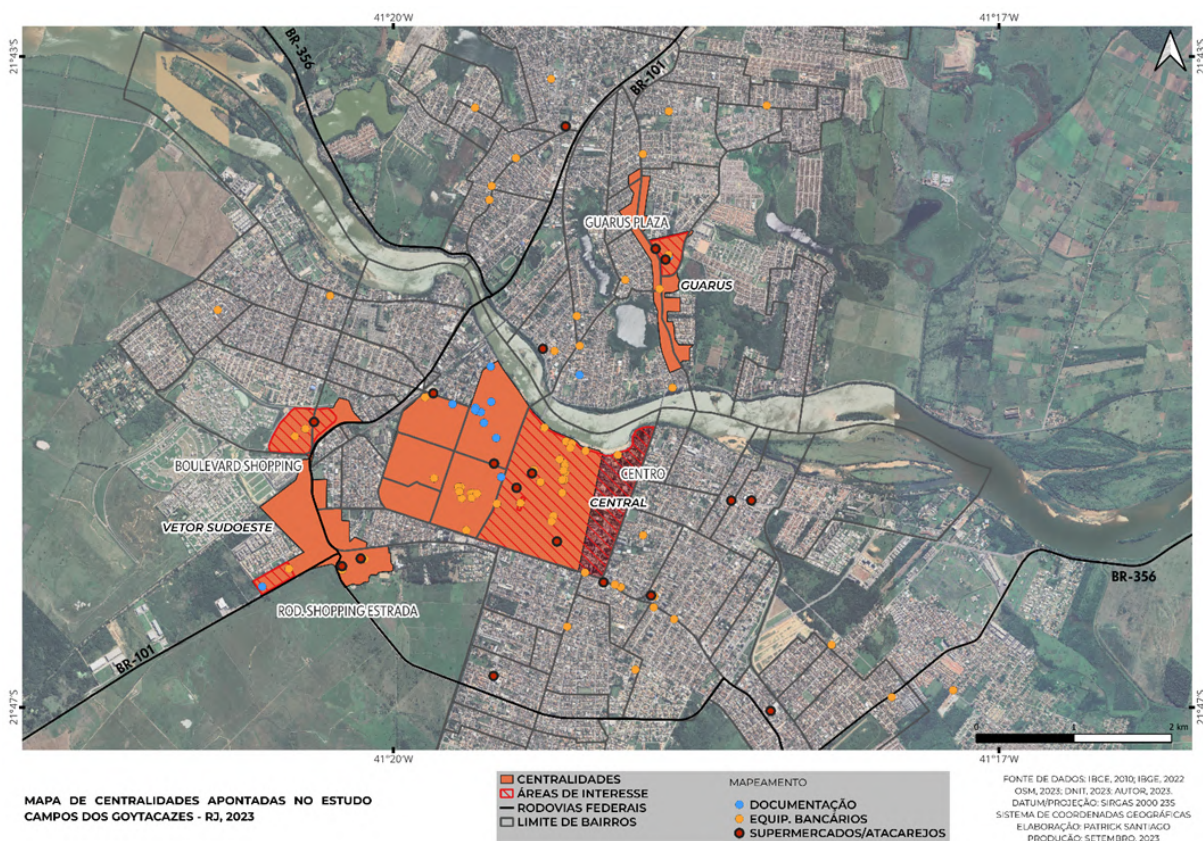 41°20'W
41°17'W
21°43'S
21°43'S
BR-356
BR-101
GUARUS PLAZA
GUARUS
BOULEVARD SHOPPING
CENTRO
CENTRAL
VETOR SUDOESTE
ROD. SHOPPING ESTRADA
BR-356
BR-101
21°47'S
21°47'S
0 1 2 km
41°20'W
41°17'W
MAPA DE CENTRALIDADES APONTADAS NO ESTUDO
CAMPOS DOS GOYTACAZES - RJ, 2023
CENTRALIDADES
ÁREAS DE INTERESSE
RODOVIAS FEDERAIS
LIMITE DE BAIRROS
MAPEAMENTO
DOCUMENTAÇÃO
EQUIP. BANCÁRIOS
SUPERMERCADOS/ATACAREJOS
FONTE DE DADOS: IBGE, 2010; IBGE, 2022
OSM, 2023; DNIT, 2023; AUTOR, 2023.
DATUM/PROJEÇÃO: SIRGAS 2000 23S
SISTEMA DE COORDENADAS GEOGRÁFICAS
ELABORAÇÃO: PATRICK SANTIAGO
PRODUÇÃO: SETEMBRO, 2023